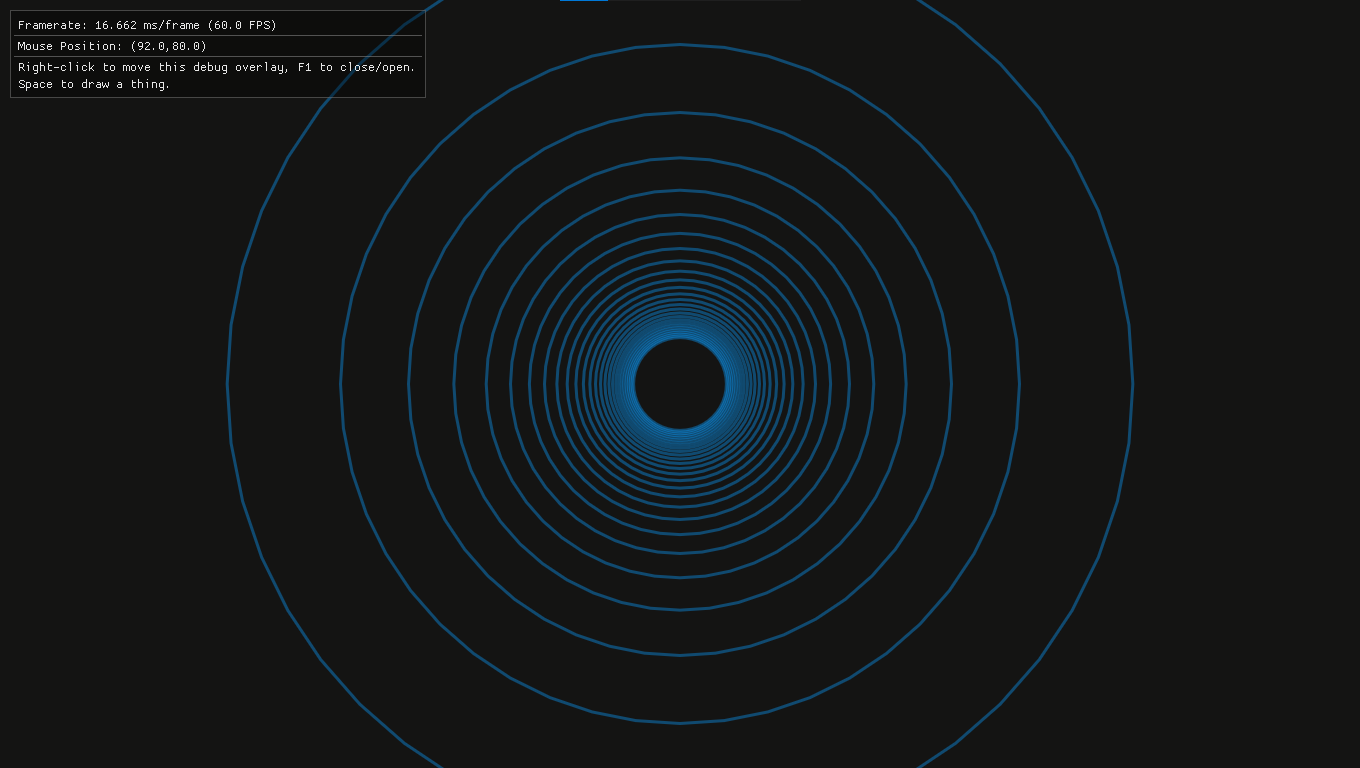 Framerate: 16.662 ms/frame (60.0 FPS)
Mouse Position: (92.0,80.0)
Right-click to move this debug overlay, F1 to close/open.
Space to draw a thing.